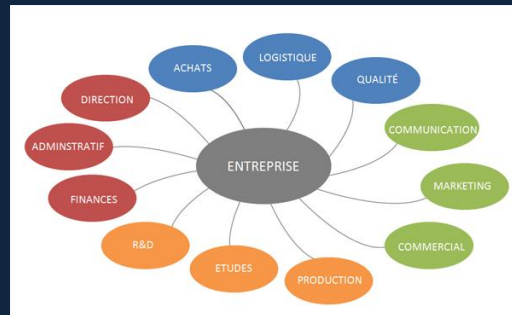 LOGISTIQUE
ACHATS
QUALITÉ
DIRECTION
COMMUNICATION
ADMINSTRATIF
ENTREPRISE
MARKETING
FINANCES
R&D
COMMERCIAL
ETUDES
PRODUCTION